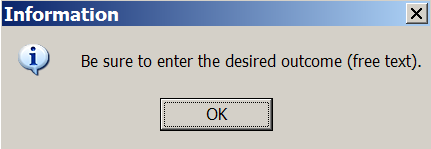 Information
Be sure to enter the desired outcome (free text).
OK